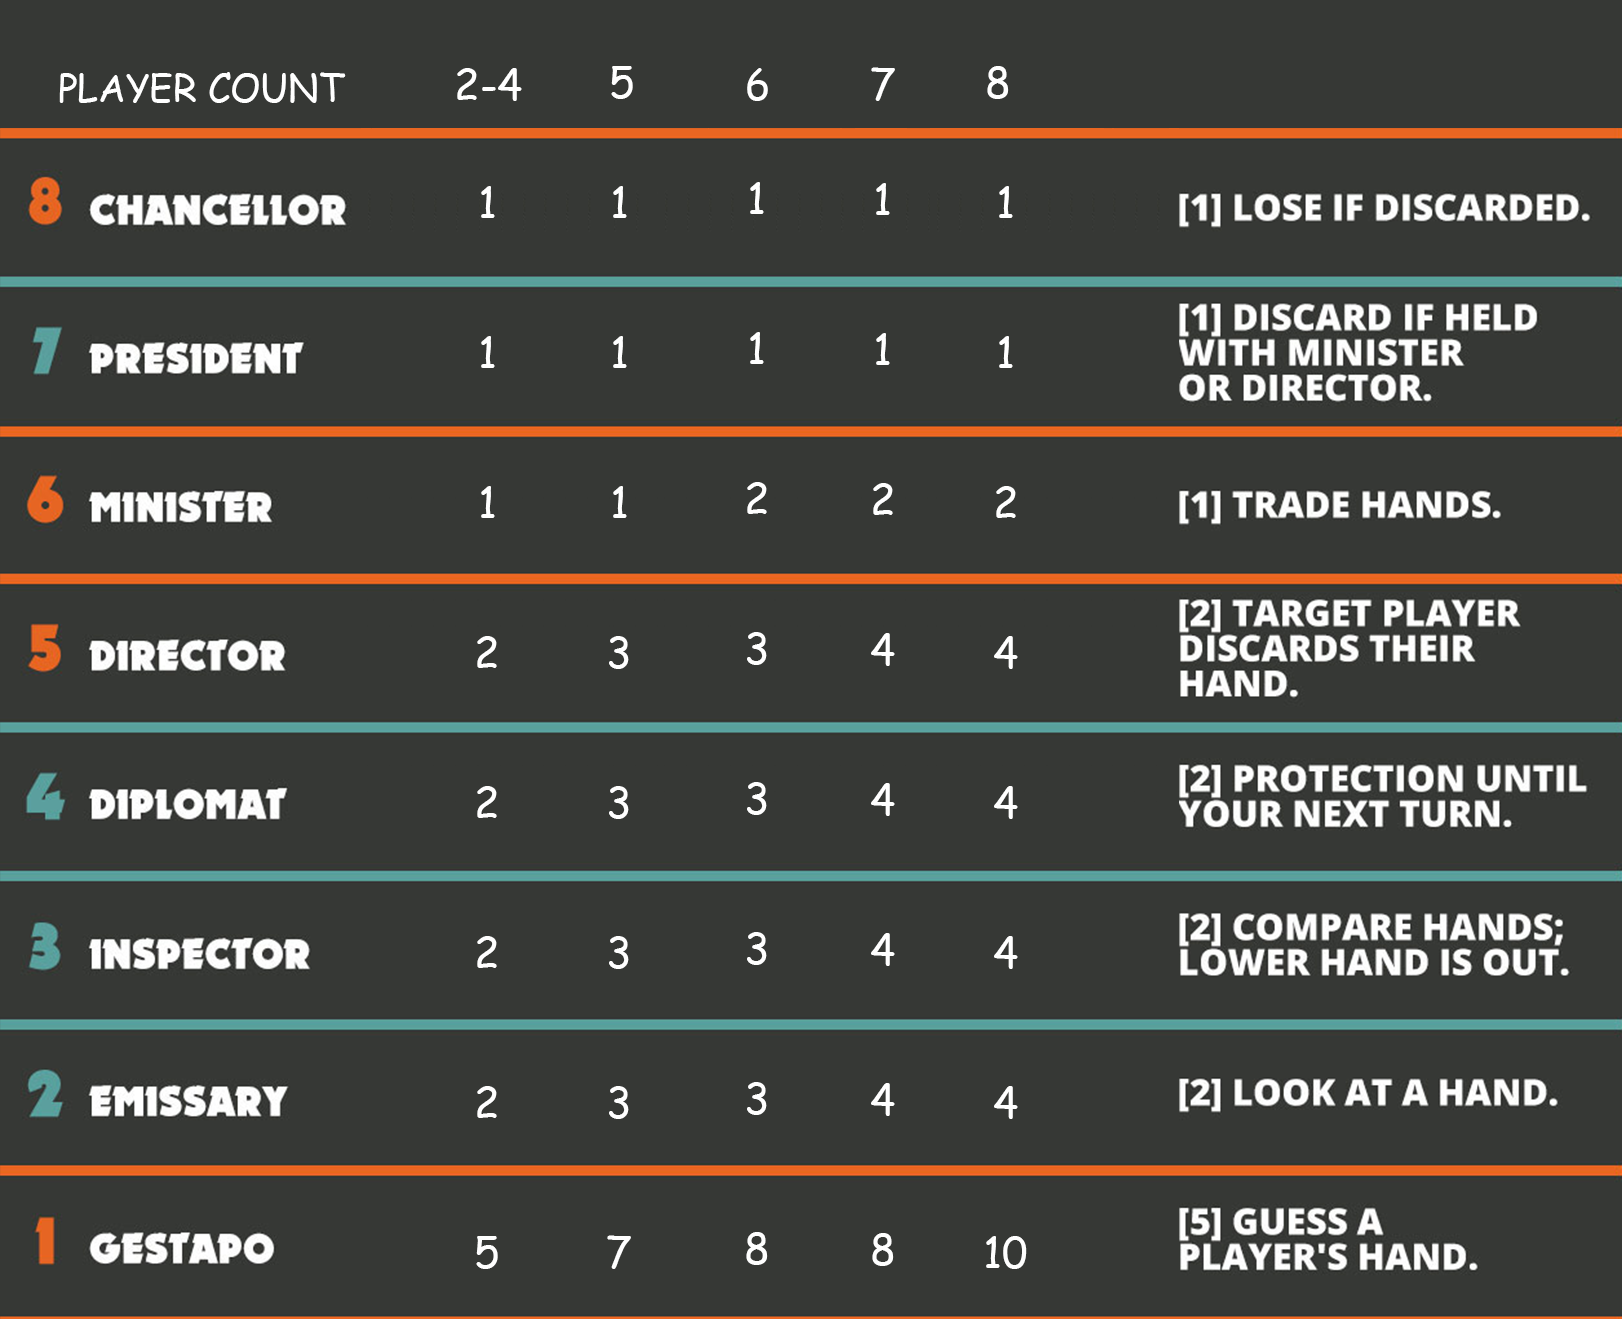 PLAYER COUNT 2-4 5 6 7 8
8 CHANCELLOR 1 1 1 1 1 [1] LOSE IF DISCARDED.
7 PRESIDENT 1 1 1 1 1 [1] DISCARD IF HELD
WITH MINISTER
OR DIRECTOR.
6 MINISTER 1 1 2 2 2 [1] TRADE HANDS.
5 DIRECTOR 2 3 3 4 4 [2] TARGET PLAYER
DISCARDS THEIR
HAND.
4 DIPLOMAT 2 3 3 4 4 [2] PROTECTION UNTIL
YOUR NEXT TURN.
3 INSPECTOR 2 3 3 4 4 [2] COMPARE HANDS;
LOWER HAND IS OUT.
2 EMISSARY 2 3 3 4 4 [2] LOOK AT A HAND.
1 GESTAPO 5 7 8 8 10 [5] GUESS A
PLAYER'S HAND.